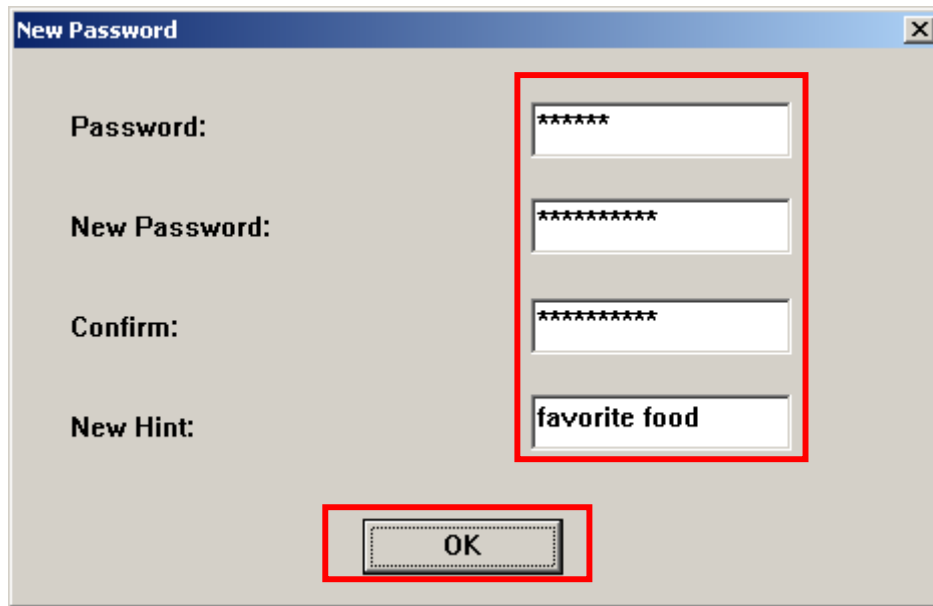 New Password
Password: ******
New Password: **********
Confirm: **********
New Hint: favorite food
OK